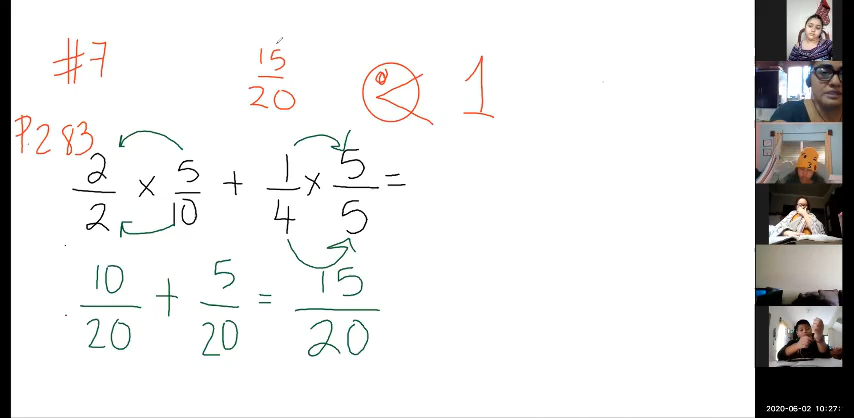 #7
15/20 < 1
P.283
2/2 × 5/10 + 1/4 × 5/5 =
10/20 + 5/20 = 15/20
2020-06-02 10:27: